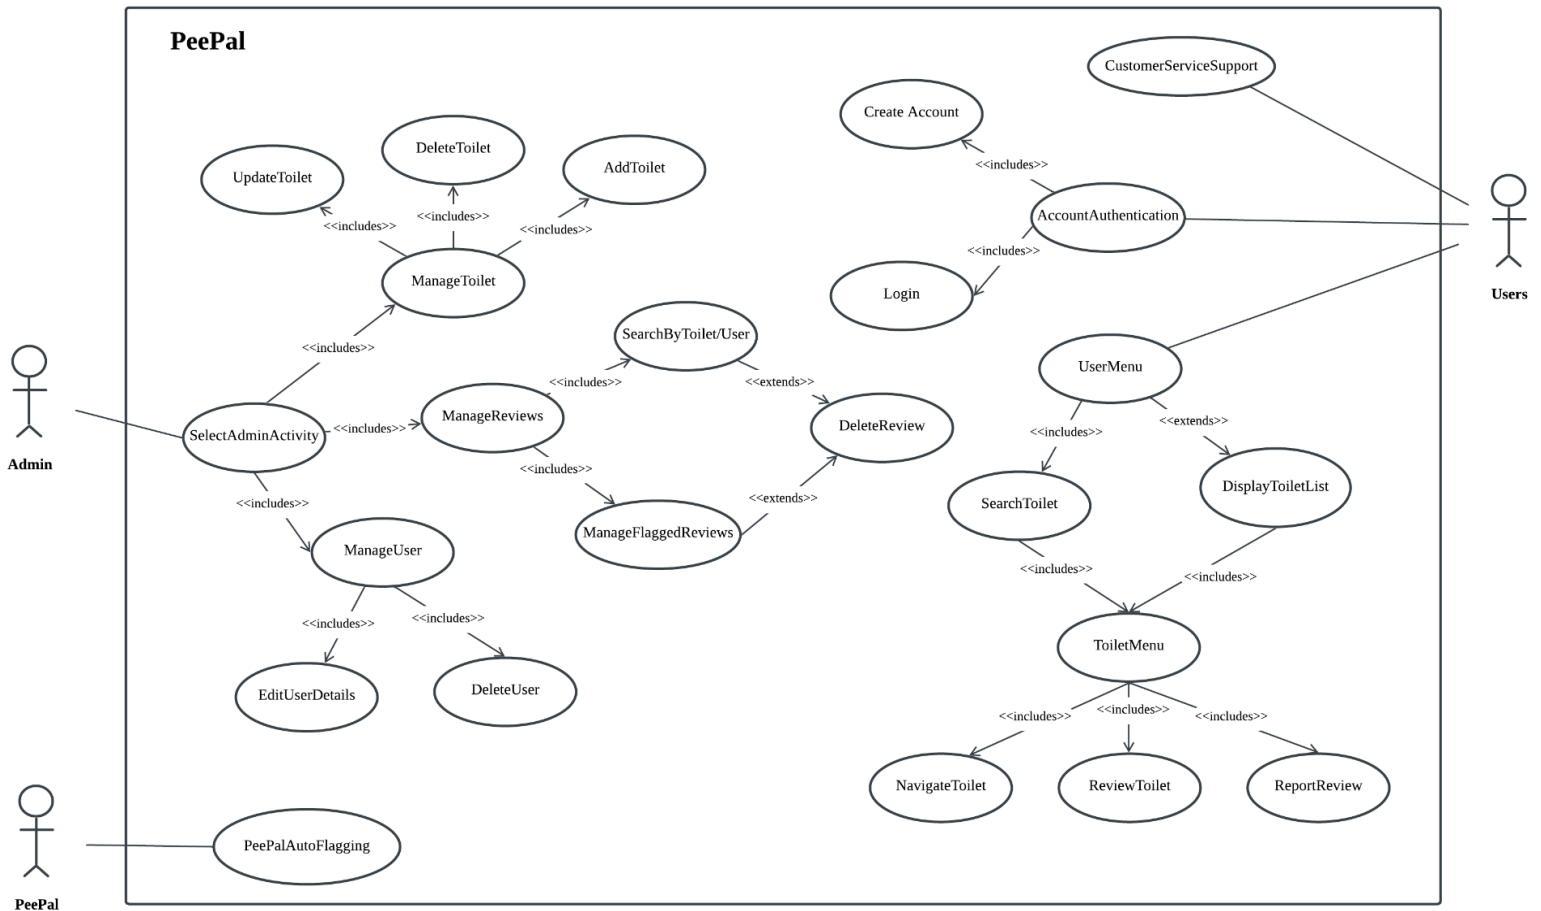 PeePal
CustomerServiceSupport
Create Account
DeleteToilet
AddToilet
UpdateToilet
<<includes>>
<<includes>>
<<includes>>
<<includes>>
AccountAuthentication
<<includes>>
ManageToilet
Login
Users
<<includes>>
SearchByToilet/User
UserMenu
<<includes>>
<<extends>>
ManageReviews
<<extends>>
SelectAdminActivity
<<includes>>
DeleteReview
<<includes>>
Admin
<<includes>>
DisplayToiletList
<<includes>>
<<extends>>
SearchToilet
ManageFlaggedReviews
ManageUser
<<includes>>
<<includes>>
<<includes>>
<<includes>>
ToiletMenu
EditUserDetails
DeleteUser
<<includes>>
<<includes>>
<<includes>>
NavigateToilet
ReviewToilet
ReportReview
PeePalAutoFlagging
PeePal